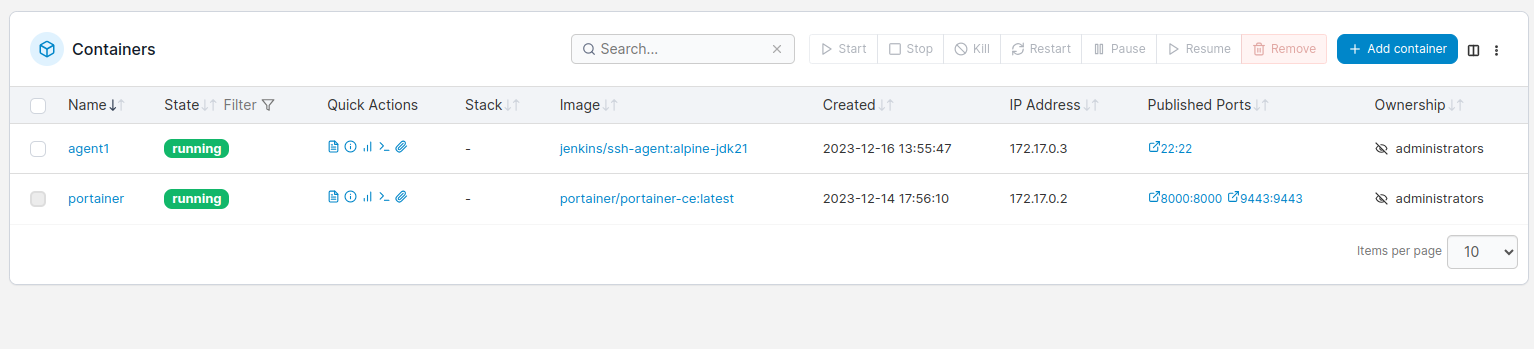 Containers Search... Start Stop Kill Restart Pause Resume Remove Add container
Name State Filter Quick Actions Stack Image Created IP Address Published Ports Ownership
agent1 running - jenkins/ssh-agent:alpine-jdk21 2023-12-16 13:55:47 172.17.0.3 22:22 administrators
portainer running - portainer/portainer-ce:latest 2023-12-14 17:56:10 172.17.0.2 8000:8000 9443:9443 administrators
Items per page 10